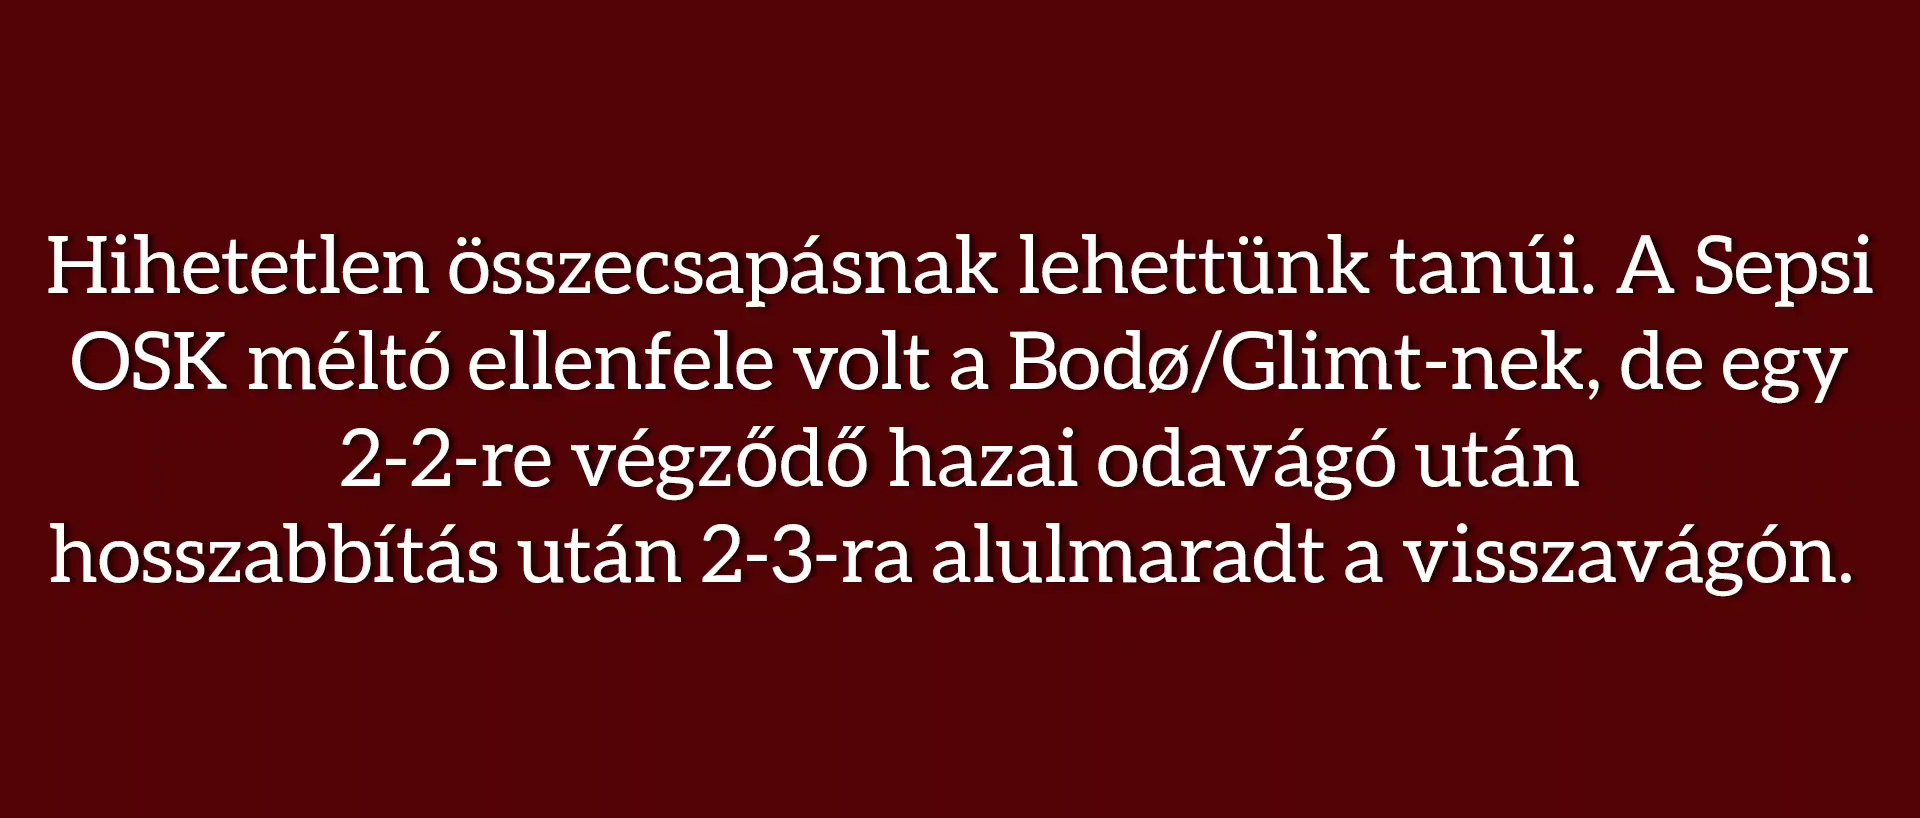 Hihetetlen összecsapásnak lehettünk tanúi. A Sepsi
OSK méltó ellenfele volt a Bodø/Glimt-nek, de egy
2-2-re végződő hazai odavágó után
hosszabbítás után 2-3-ra alulmaradt a visszavágón.